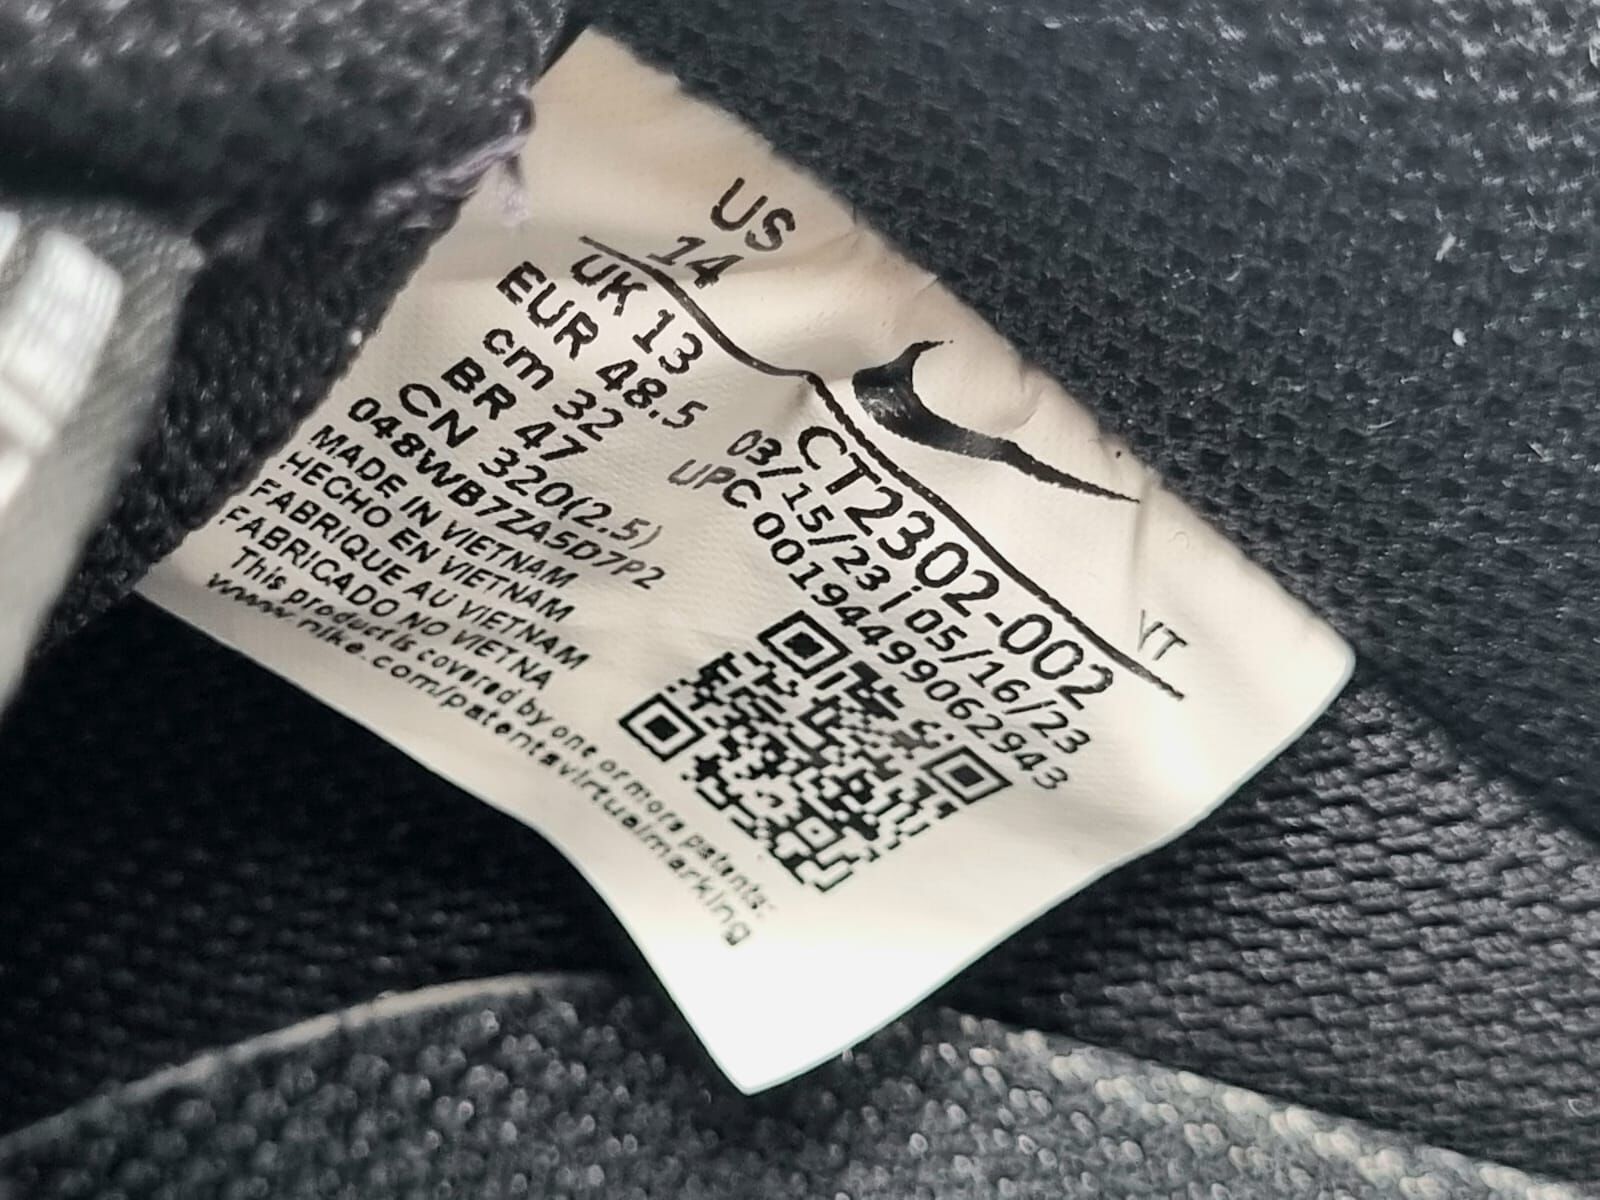 US
14
UK 13
EUR 48.5
cm 32
BR 47
CN 320(2.5)
048WB7ZA5D7P2
MADE IN VIETNAM
HECHO EN VIETNAM
FABRIQUE AU VIETNAM
FABRICADO NO VIETNA
This product is covered by one or more patents:
www.nike.com/patentsvirtualmarking
CT2302-002
03/15/23 | 05/16/23
UPC 00194499062943